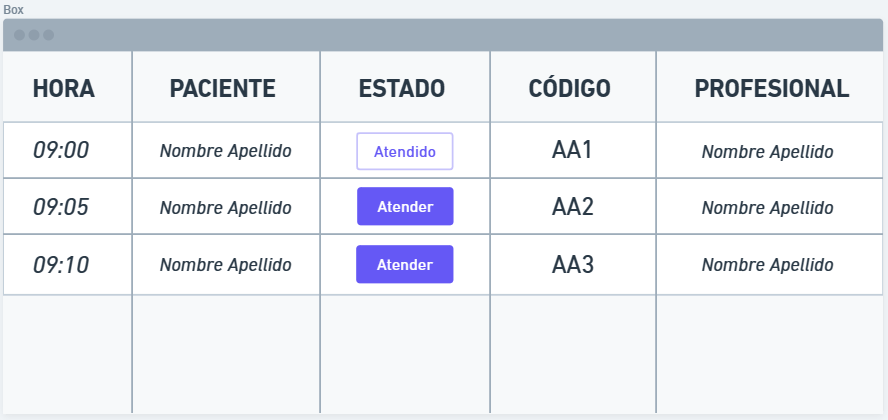 Box
HORA PACIENTE ESTADO CÓDIGO PROFESIONAL
09:00 Nombre Apellido Atendido AA1 Nombre Apellido
09:05 Nombre Apellido Atender AA2 Nombre Apellido
09:10 Nombre Apellido Atender AA3 Nombre Apellido